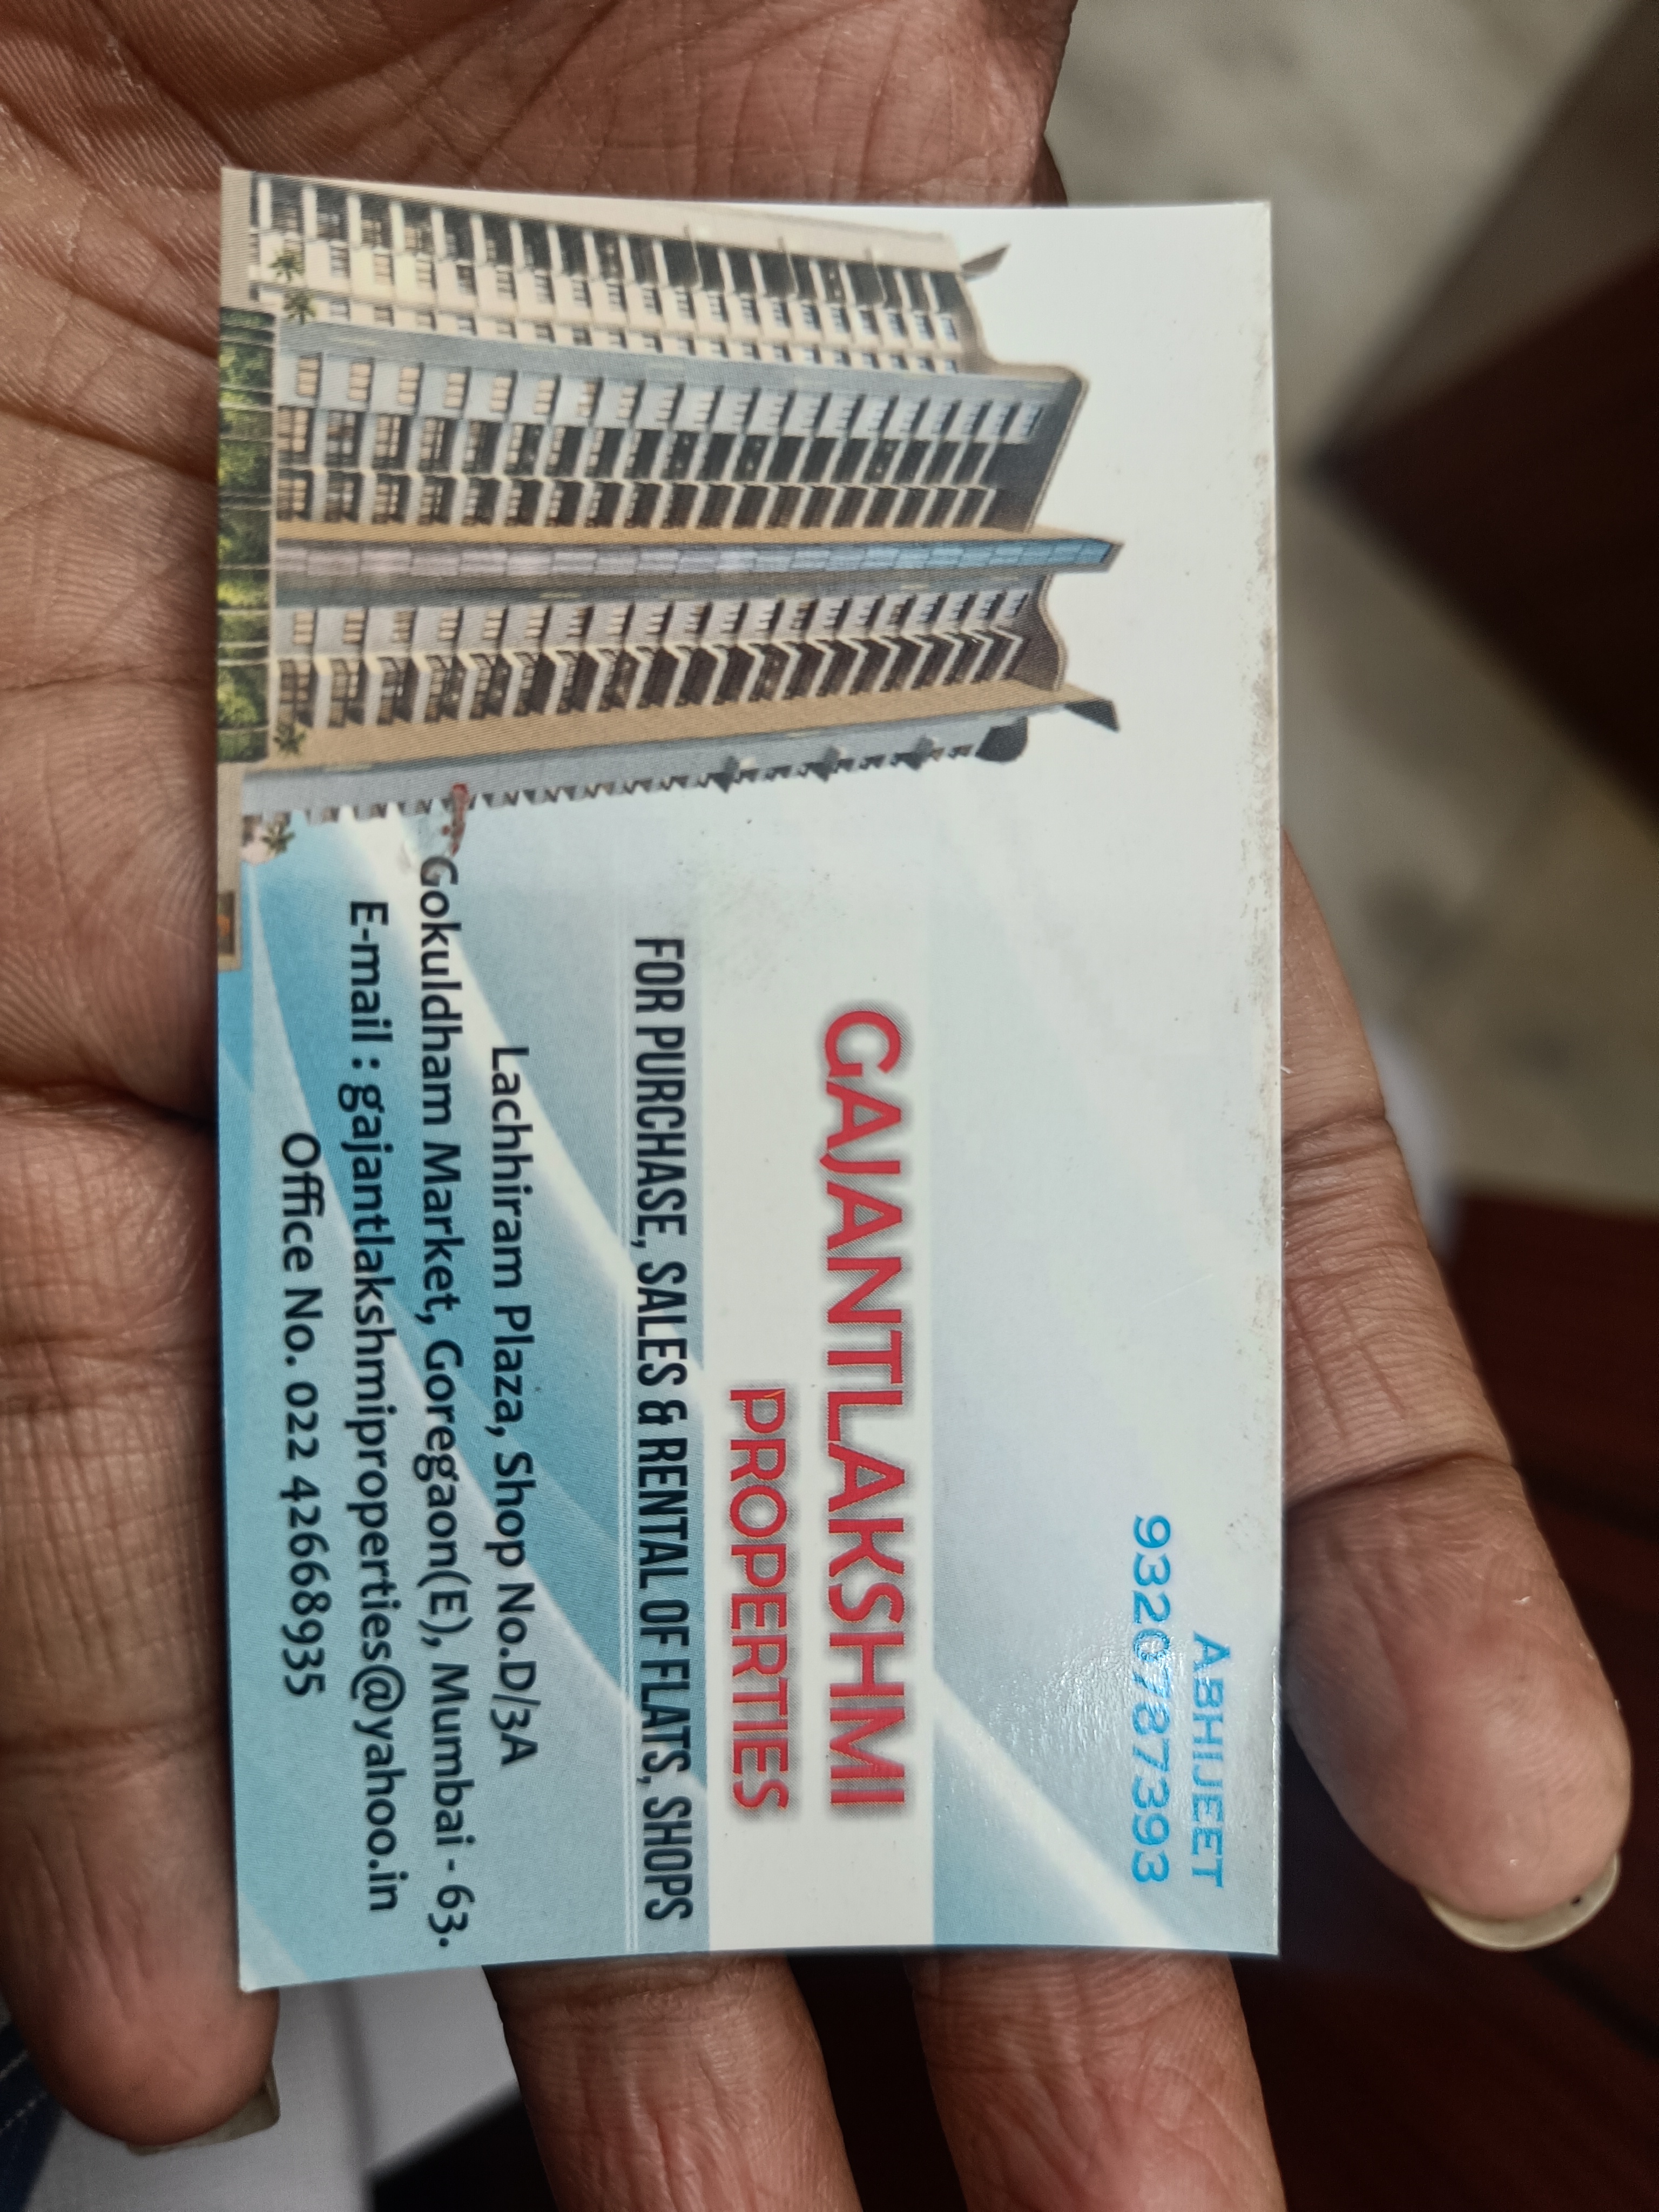 ABHIJEET
9320787393
GAJANTLAKSHMI
PROPERTIES
FOR PURCHASE, SALES & RENTAL OF FLATS, SHOPS
Lachhiram Plaza, Shop No.D/3A
Gokuldham Market, Goregaon(E), Mumbai - 63.
E-mail : gajantlakshmiproperties@yahoo.in
Office No. 022 42668935